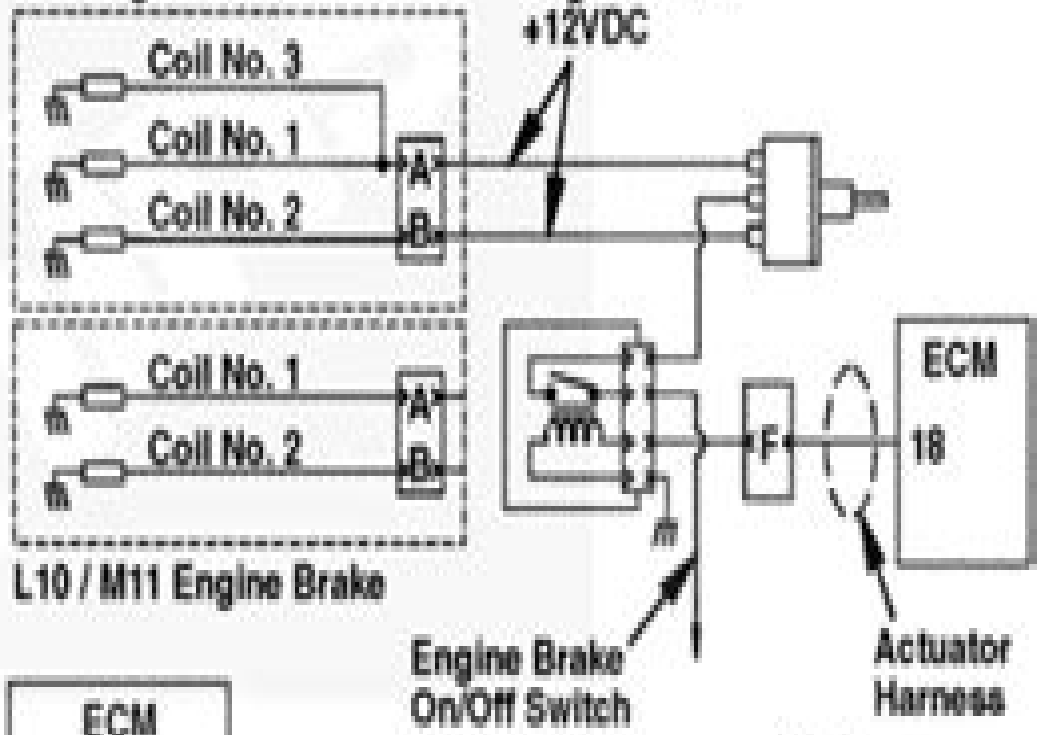 +12VDC
Coil No. 3
Coil No. 1
A
Coil No. 2
B
ECM
Coil No. 1
A
Coil No. 2
B
F
18
L10 / M11 Engine Brake
Engine Brake
On/Off Switch
Actuator
Harness
ECM